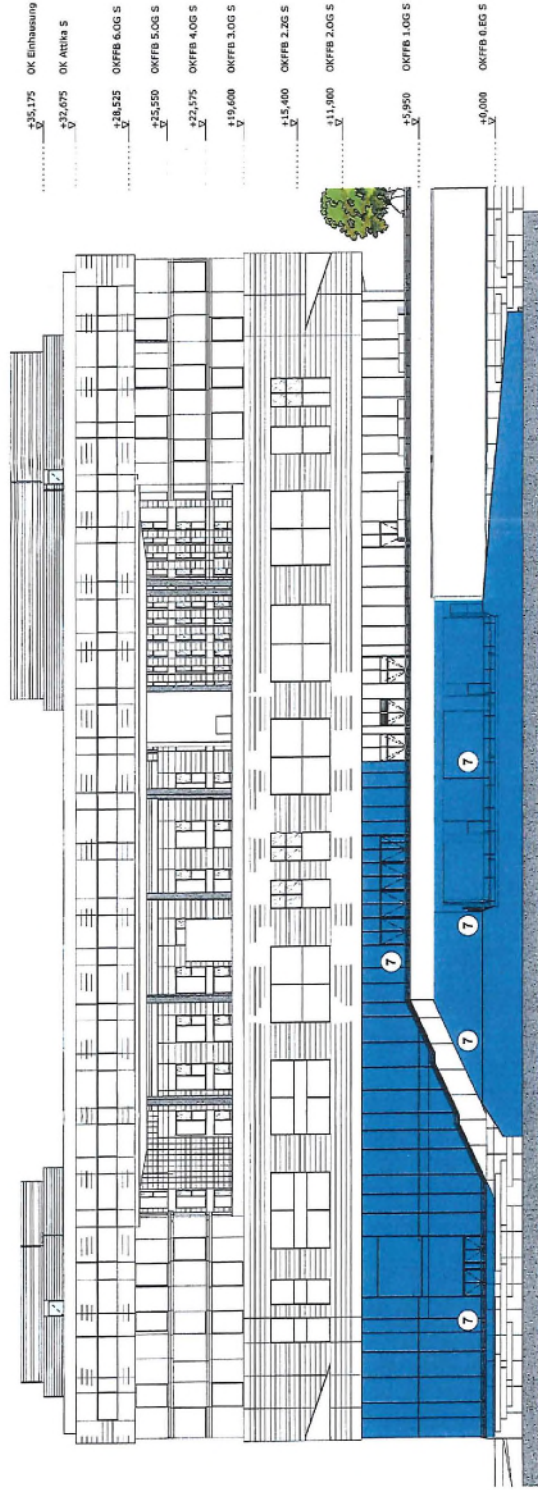 +35,175 OK Einhausung
+32,675 OK Attika S
+28,525 OKFFB 6.OG S
+25,550 OKFFB 5.OG S
+22,575 OKFFB 4.OG S
+19,600 OKFFB 3.OG S
+15,400 OKFFB 2.ZG S
+11,900 OKFFB 2.OG S
+5,950 OKFFB 1.OG S
+0,000 OKFFB 0.EG S
7
7
7
7
7